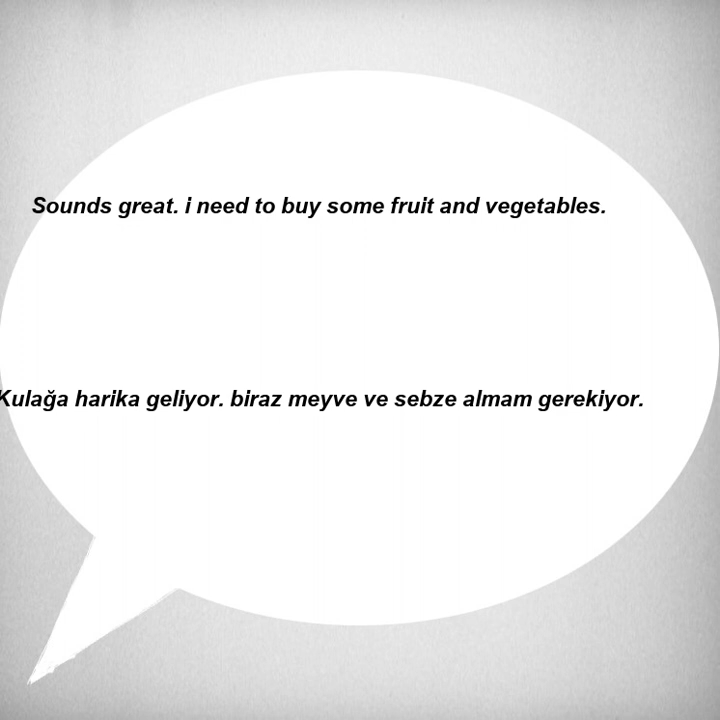 Sounds great. i need to buy some fruit and vegetables.
Kulağa harika geliyor. biraz meyve ve sebze almam gerekiyor.